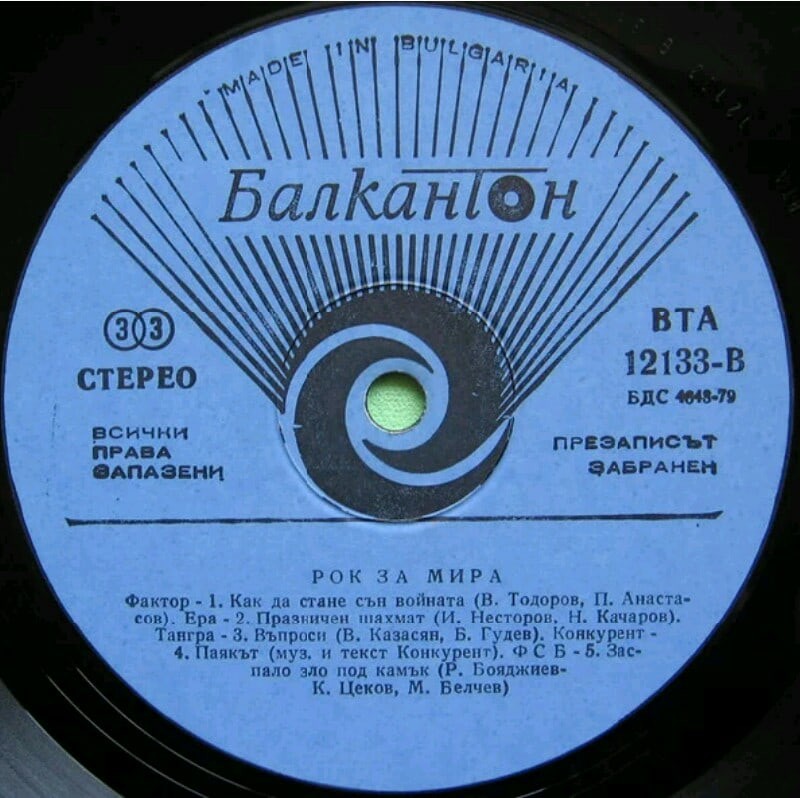 MADE IN BULGARIA
Балкантон
33
СТЕРЕО
ВТА
12133-В
БДС 4648-79
ВСИЧКИ
ПРАВА
ЗАПАЗЕНИ
ПРЕЗАПИСЪТ
ЗАБРАНЕН
РОК ЗА МИРА
Фактор - 1. Как да стане сън войната (В. Тодоров, П. Анаста-
сов). Ера - 2. Празничен шахмат (И. Несторов, Н. Качаров).
Тангра - 3. Въпроси (В. Казасян, Б. Гудев). Конкурент -
4. Паякът (муз. и текст Конкурент). Ф С Б - 5. Зас-
пало зло под камък (Р. Бояджиев-
К. Цеков, М. Белчев)